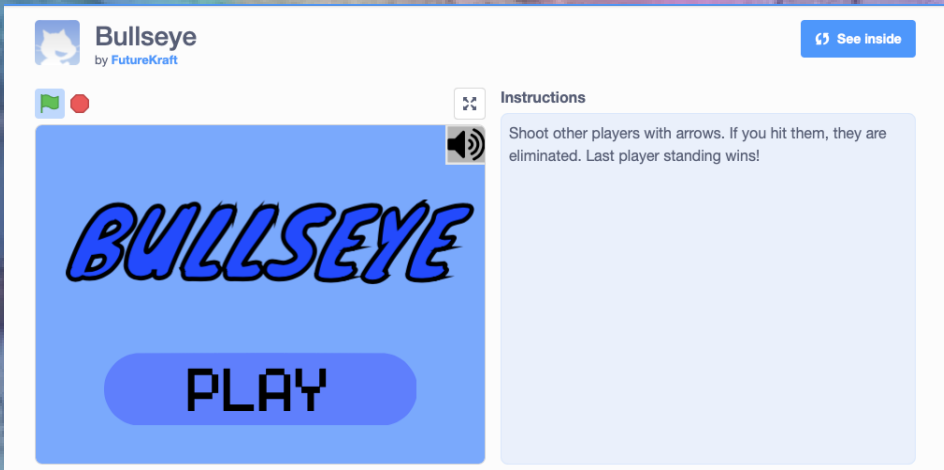 Bullseye
by FutureKraft
See inside
Instructions
Shoot other players with arrows. If you hit them, they are
eliminated. Last player standing wins!
BULLSEYE
PLAY